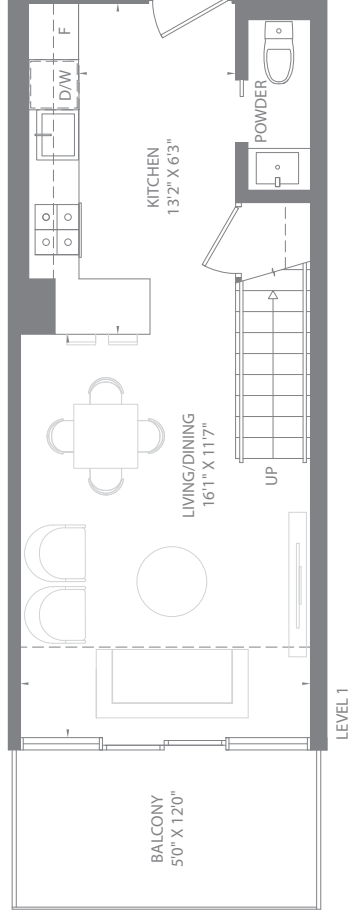 F
D/W
POWDER
KITCHEN
13'2" X 6'3"
LIVING/DINING
16'1" X 11'7"
UP
BALCONY
5'0" X 12'0"
LEVEL 1